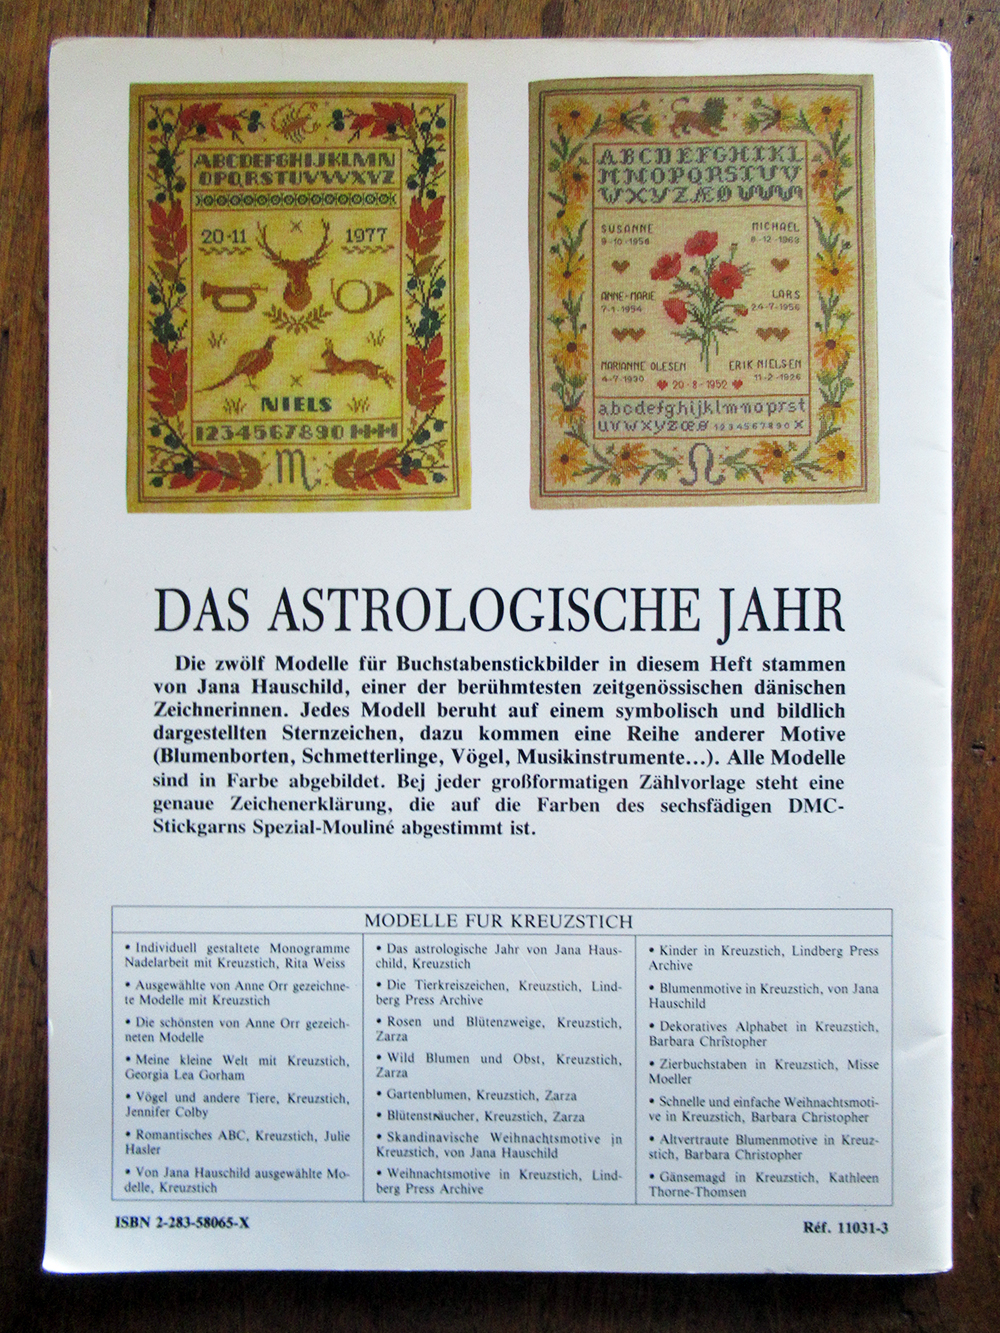 ABCDEFGHIJKLMN
OPQRSTUVWXYZ
20-11 1977
NIELS
1234567890
ABCDEFGHIKL
MNOPQRSTUV
WXYZÆØ
SUSANNE MICHAEL
9-10-1958 8-12-1963
ANNE-MARIE LARS
7-1-1954 24-7-1956
MARIANNE OLESEN ERIK NIELSEN
4-7-1930 11-2-1926
20-8-1952
abcdefghijklmnoprst
uvwxyzæø 1234567890 X
DAS ASTROLOGISCHE JAHR
Die zwölf Modelle für Buchstabenstickbilder in diesem Heft stammen
von Jana Hauschild, einer der berühmtesten zeitgenössischen dänischen
Zeichnerinnen. Jedes Modell beruht auf einem symbolisch und bildlich
dargestellten Sternzeichen, dazu kommen eine Reihe anderer Motive
(Blumenborten, Schmetterlinge, Vögel, Musikinstrumente...). Alle Modelle
sind in Farbe abgebildet. Bej jeder großformatigen Zählvorlage steht eine
genaue Zeichenerklärung, die auf die Farben des sechsfädigen DMC-
Stickgarns Spezial-Mouliné abgestimmt ist.
MODELLE FUR KREUZSTICH
• Individuell gestaltete Monogramme
Nadelarbeit mit Kreuzstich, Rita Weiss
• Ausgewählte von Anne Orr gezeichne-
te Modelle mit Kreuzstich
• Die schönsten von Anne Orr gezeich-
neten Modelle
• Meine kleine Welt mit Kreuzstich,
Georgia Lea Gorham
• Vögel und andere Tiere, Kreuzstich,
Jennifer Colby
• Romantisches ABC, Kreuzstich, Julie
Hasler
• Von Jana Hauschild ausgewählte Mo-
delle, Kreuzstich
• Das astrologische Jahr von Jana Haus-
child, Kreuzstich
• Die Tierkreiszeichen, Kreuzstich, Lind-
berg Press Archive
• Rosen und Blütenzweige, Kreuzstich,
Zarza
• Wild Blumen und Obst, Kreuzstich,
Zarza
• Gartenblumen, Kreuzstich, Zarza
• Blütensträucher, Kreuzstich, Zarza
• Skandinavische Weihnachtsmotive in
Kreuzstich, von Jana Hauschild
• Weihnachtsmotive in Kreuzstich, Lind-
berg Press Archive
• Kinder in Kreuzstich, Lindberg Press
Archive
• Blumenmotive in Kreuzstich, von Jana
Hauschild
• Dekoratives Alphabet in Kreuzstich,
Barbara Christopher
• Zierbuchstaben in Kreuzstich, Misse
Moeller
• Schnelle und einfache Weihnachtsmoti-
ve in Kreuzstich, Barbara Christopher
• Altvertraute Blumenmotive in Kreuz-
stich, Barbara Christopher
• Gänsemagd in Kreuzstich, Kathleen
Thorne-Thomsen
ISBN 2-283-58065-X
Réf. 11031-3